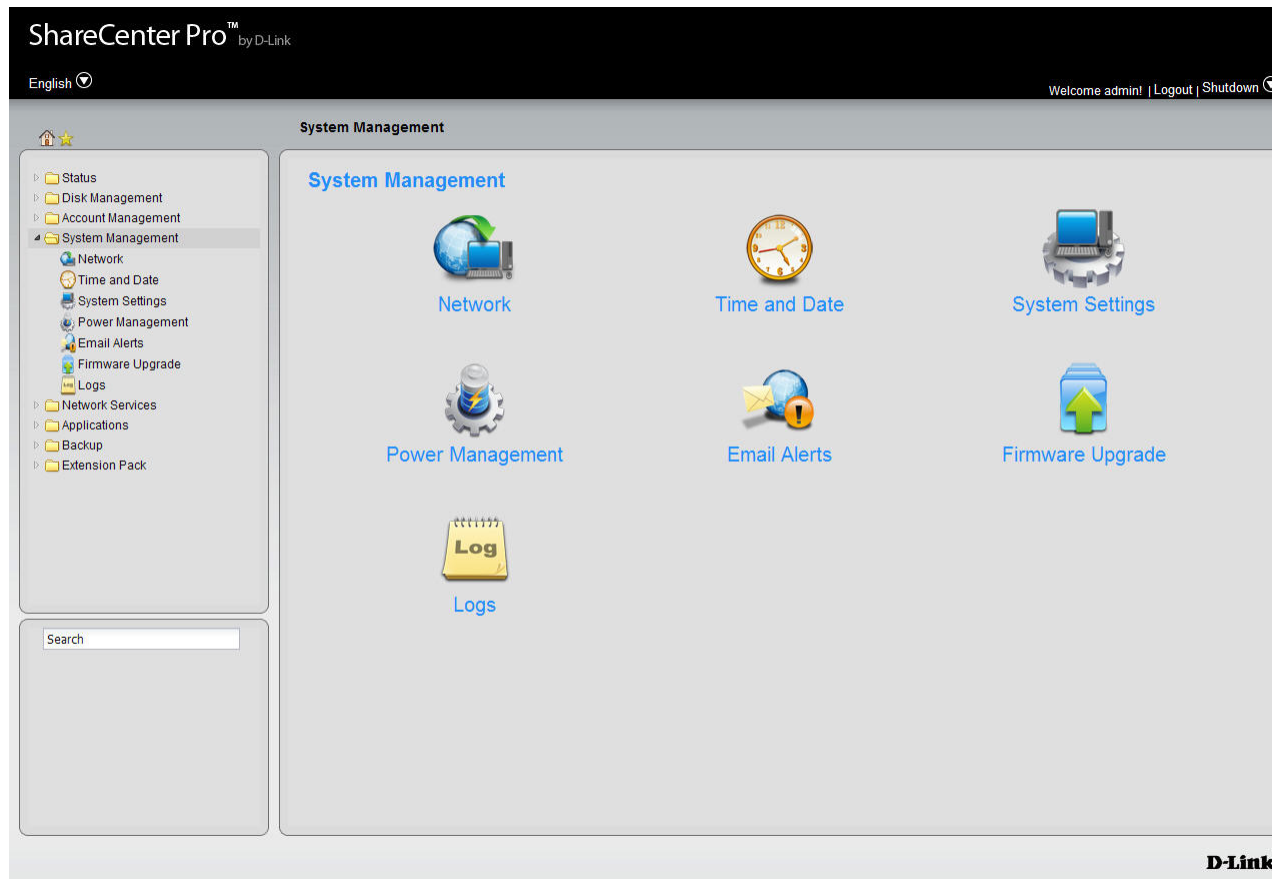 ShareCenter Pro™ by D-Link
English
Welcome admin! | Logout | Shutdown
System Management
Status
Disk Management
Account Management
System Management
Network
Time and Date
System Settings
Power Management
Email Alerts
Firmware Upgrade
Logs
Network Services
Applications
Backup
Extension Pack
Search
System Management
Network
Time and Date
System Settings
Power Management
Email Alerts
Firmware Upgrade
Log
Logs
D-Link